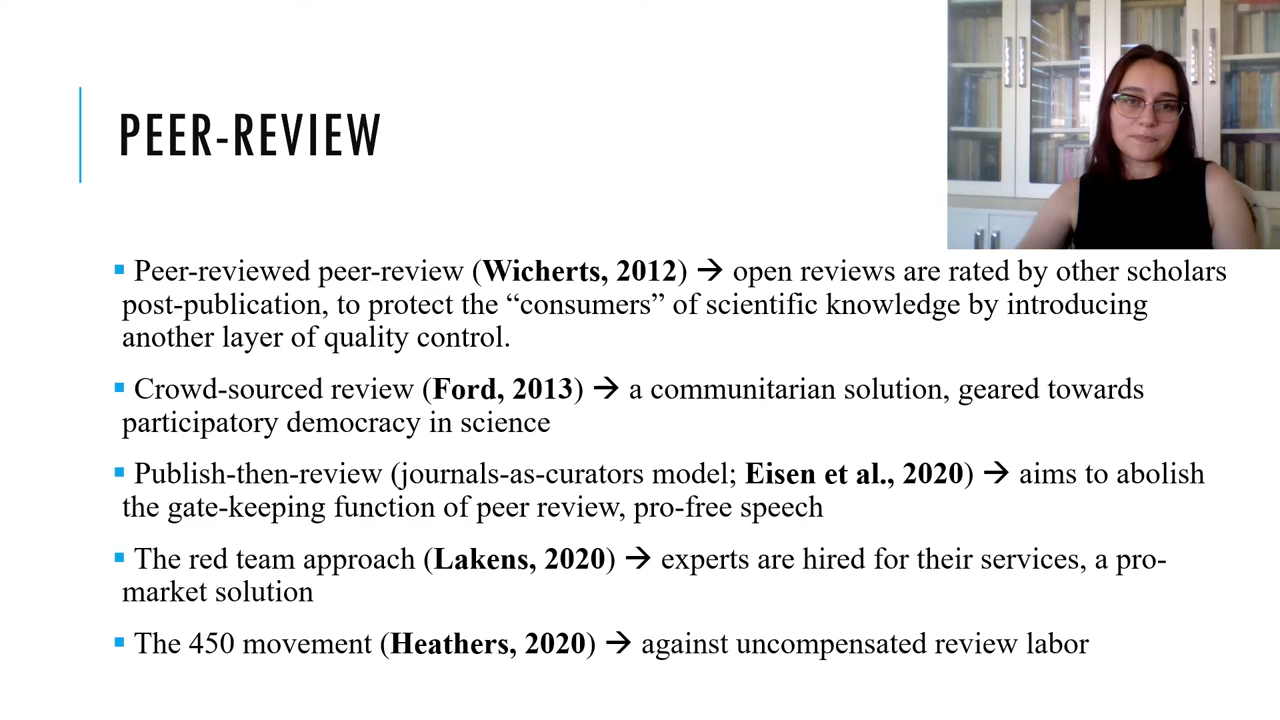 PEER-REVIEW
▪ Peer-reviewed peer-review (Wicherts, 2012) → open reviews are rated by other scholars
post-publication, to protect the “consumers” of scientific knowledge by introducing
another layer of quality control.
▪ Crowd-sourced review (Ford, 2013) → a communitarian solution, geared towards
participatory democracy in science
▪ Publish-then-review (journals-as-curators model; Eisen et al., 2020) → aims to abolish
the gate-keeping function of peer review, pro-free speech
▪ The red team approach (Lakens, 2020) → experts are hired for their services, a pro-
market solution
▪ The 450 movement (Heathers, 2020) → against uncompensated review labor